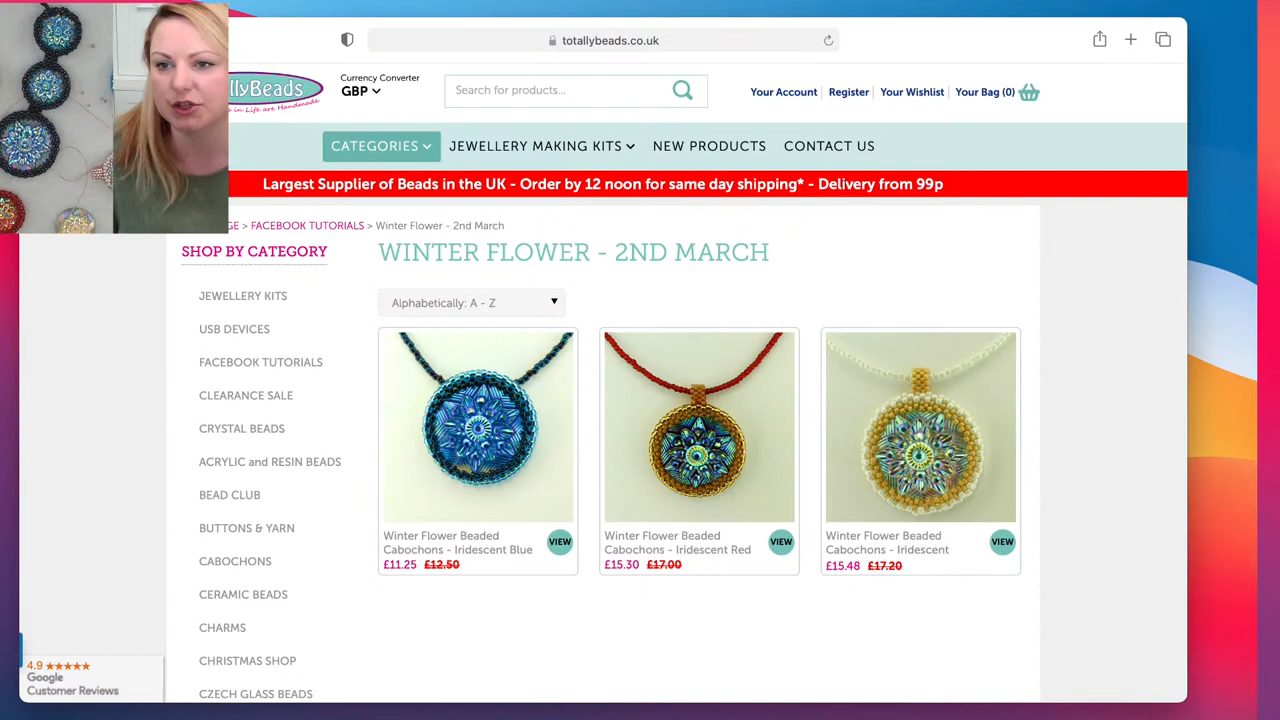 totallybeads.co.uk
Currency Converter
GBP
Search for products...
Your Account
Register
Your Wishlist
Your Bag (0)
CATEGORIES
JEWELLERY MAKING KITS
NEW PRODUCTS
CONTACT US
Largest Supplier of Beads in the UK - Order by 12 noon for same day shipping* - Delivery from 99p
> FACEBOOK TUTORIALS > Winter Flower - 2nd March
SHOP BY CATEGORY
JEWELLERY KITS
USB DEVICES
FACEBOOK TUTORIALS
CLEARANCE SALE
CRYSTAL BEADS
ACRYLIC and RESIN BEADS
BEAD CLUB
BUTTONS & YARN
CABOCHONS
CERAMIC BEADS
CHARMS
CHRISTMAS SHOP
CZECH GLASS BEADS
WINTER FLOWER - 2ND MARCH
Alphabetically: A - Z
Winter Flower Beaded
Cabochons - Iridescent Blue
£11.25 £12.50
VIEW
Winter Flower Beaded
Cabochons - Iridescent Red
£15.30 £17.00
VIEW
Winter Flower Beaded
Cabochons - Iridescent
£15.48 £17.20
VIEW
4.9
Google
Customer Reviews